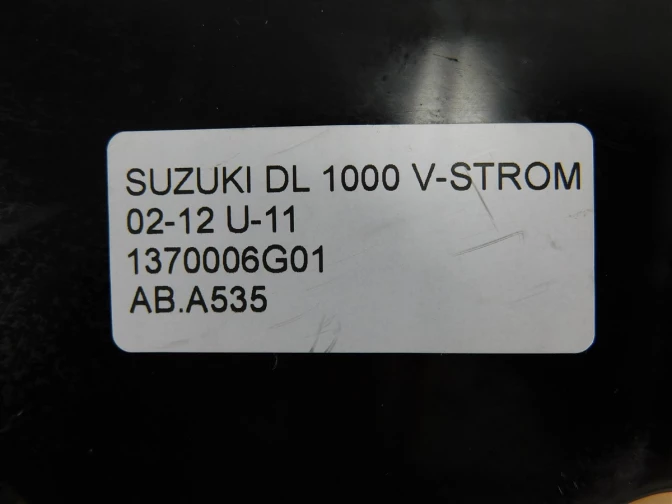 SUZUKI DL 1000 V-STROM
02-12 U-11
1370006G01
AB.A535